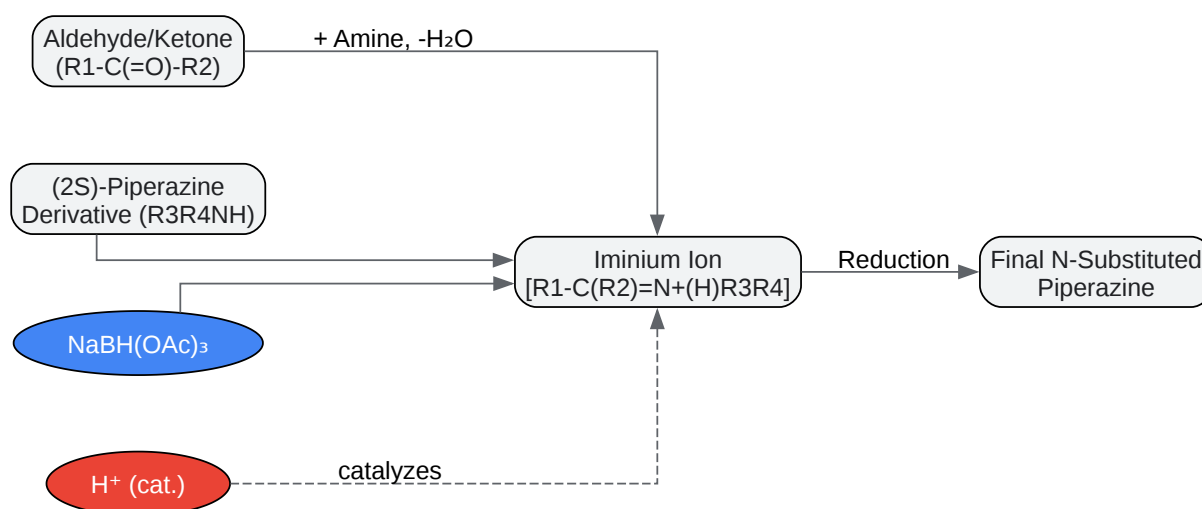 Aldehyde/Ketone
(R1-C(=O)-R2)
+ Amine, -H₂O
(2S)-Piperazine
Derivative (R3R4NH)
Iminium Ion
[R1-C(R2)=N+(H)R3R4]
Reduction
Final N-Substituted
Piperazine
NaBH(OAc)₃
catalyzes
H⁺ (cat.)